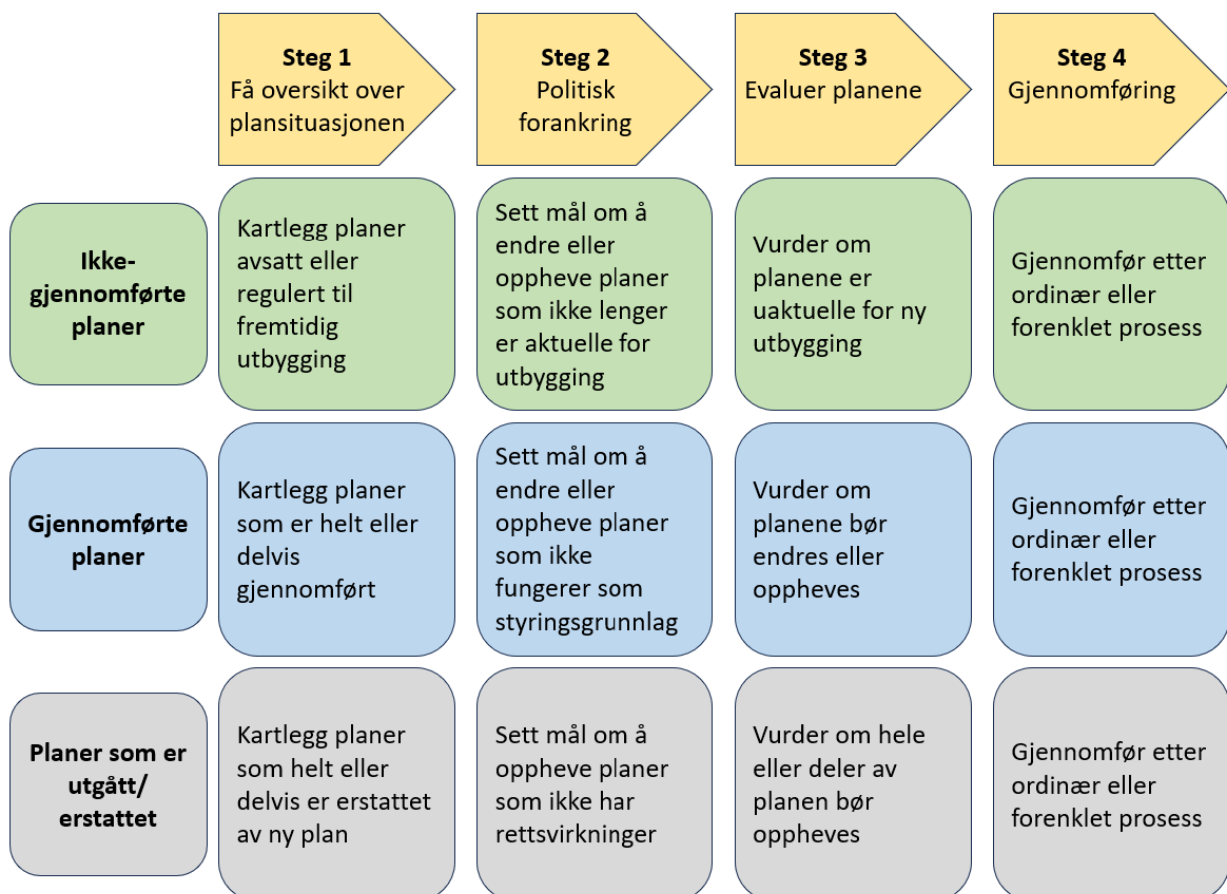 Steg 1
Få oversikt over
plansituasjonen
Steg 2
Politisk
forankring
Steg 3
Evaluer planene
Steg 4
Gjennomføring
Ikke-
gjennomførte
planer
Kartlegg planer
avsatt eller
regulert til
fremtidig
utbygging
Sett mål om å
endre eller
oppheve planer
som ikke lenger
er aktuelle for
utbygging
Vurder om
planene er
uaktuelle for ny
utbygging
Gjennomfør etter
ordinær eller
forenklet prosess
Gjennomførte
planer
Kartlegg planer
som er helt eller
delvis
gjennomført
Sett mål om å
endre eller
oppheve planer
som ikke
fungerer som
styringsgrunnlag
Vurder om
planene bør
endres eller
oppheves
Gjennomfør etter
ordinær eller
forenklet prosess
Planer som er
utgått/
erstattet
Kartlegg planer
som helt eller
delvis er erstattet
av ny plan
Sett mål om å
oppheve planer
som ikke har
rettsvirkninger
Vurder om hele
eller deler av
planen bør
oppheves
Gjennomfør etter
ordinær eller
forenklet prosess